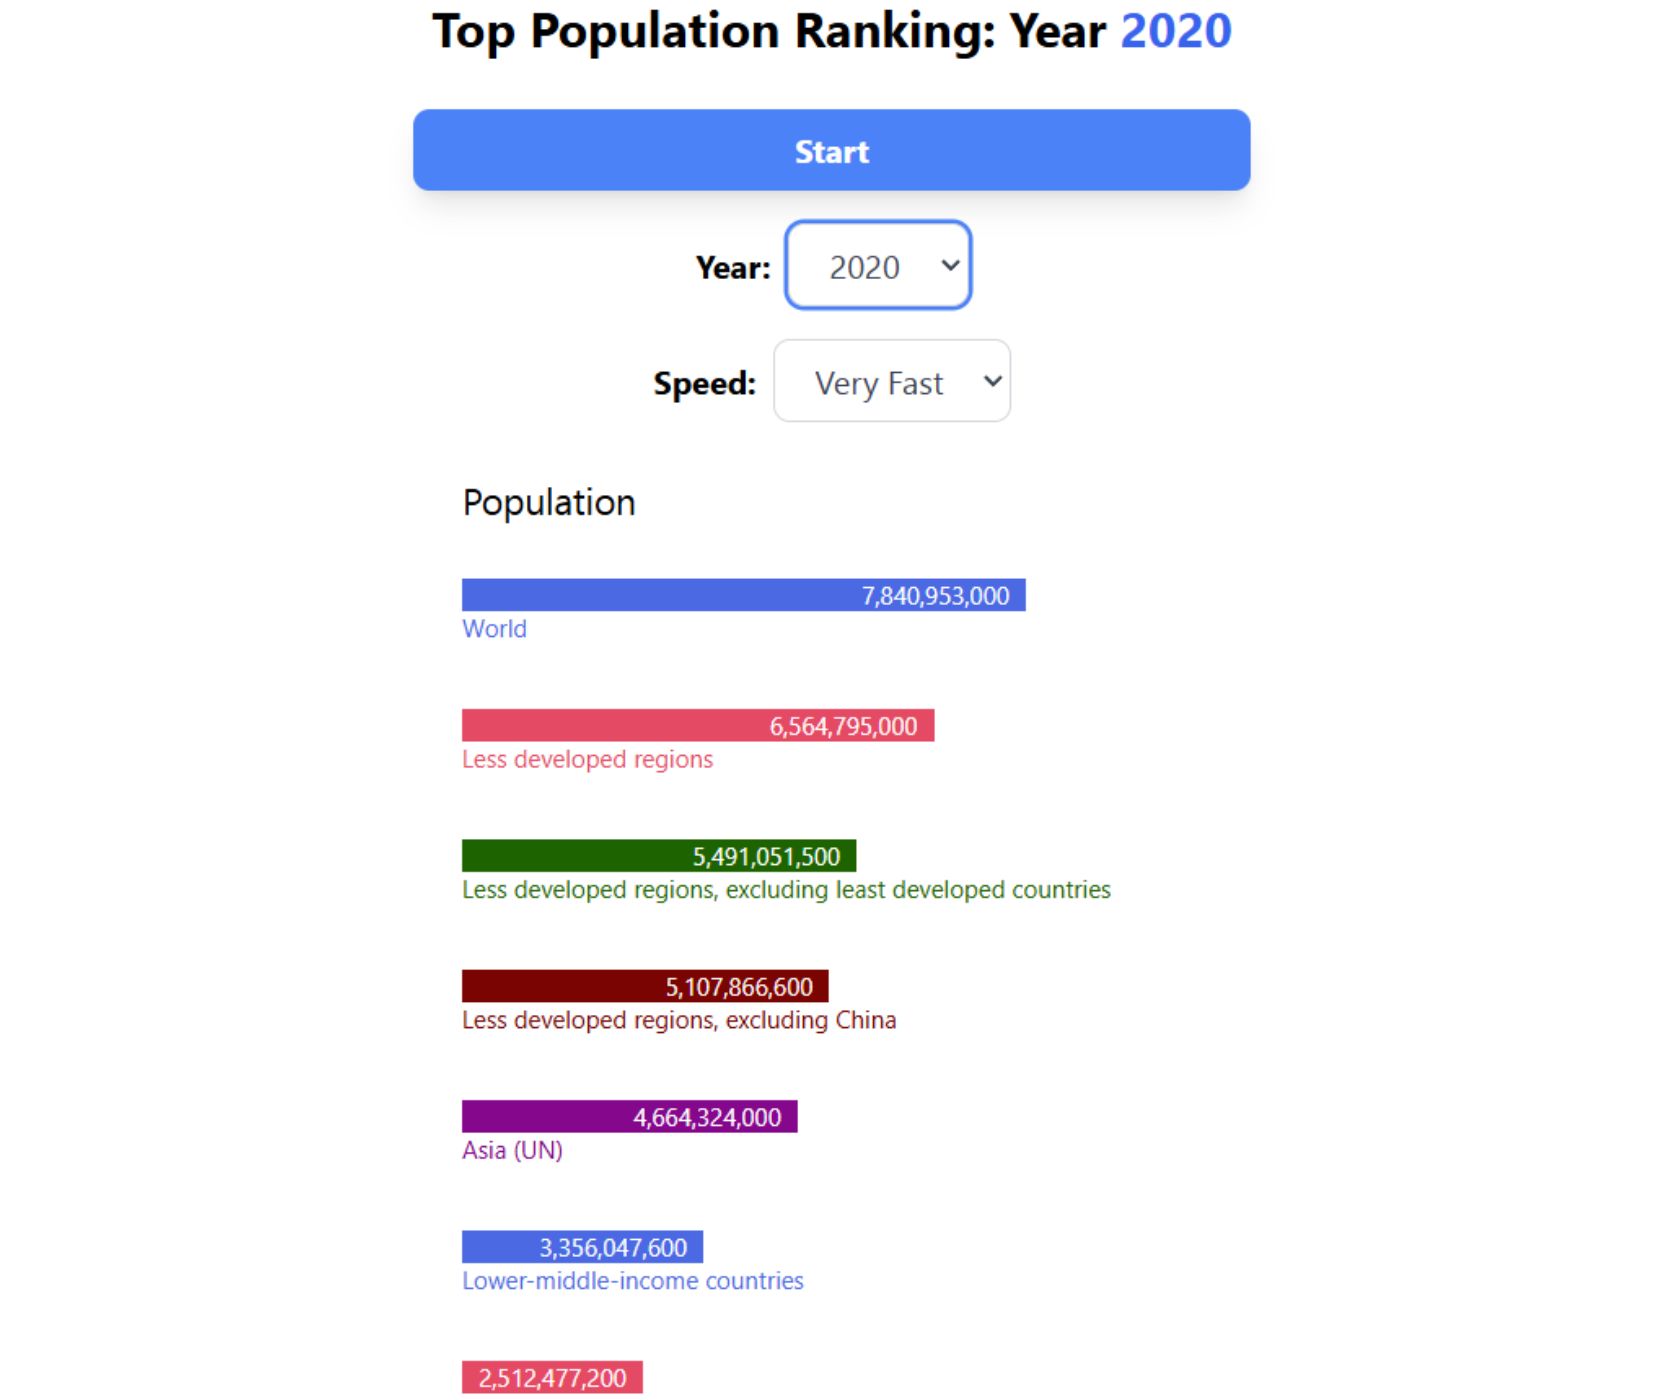 Top Population Ranking: Year 2020
Start
Year: 2020
Speed: Very Fast
Population
7,840,953,000
World
6,564,795,000
Less developed regions
5,491,051,500
Less developed regions, excluding least developed countries
5,107,866,600
Less developed regions, excluding China
4,664,324,000
Asia (UN)
3,356,047,600
Lower-middle-income countries
2,512,477,200